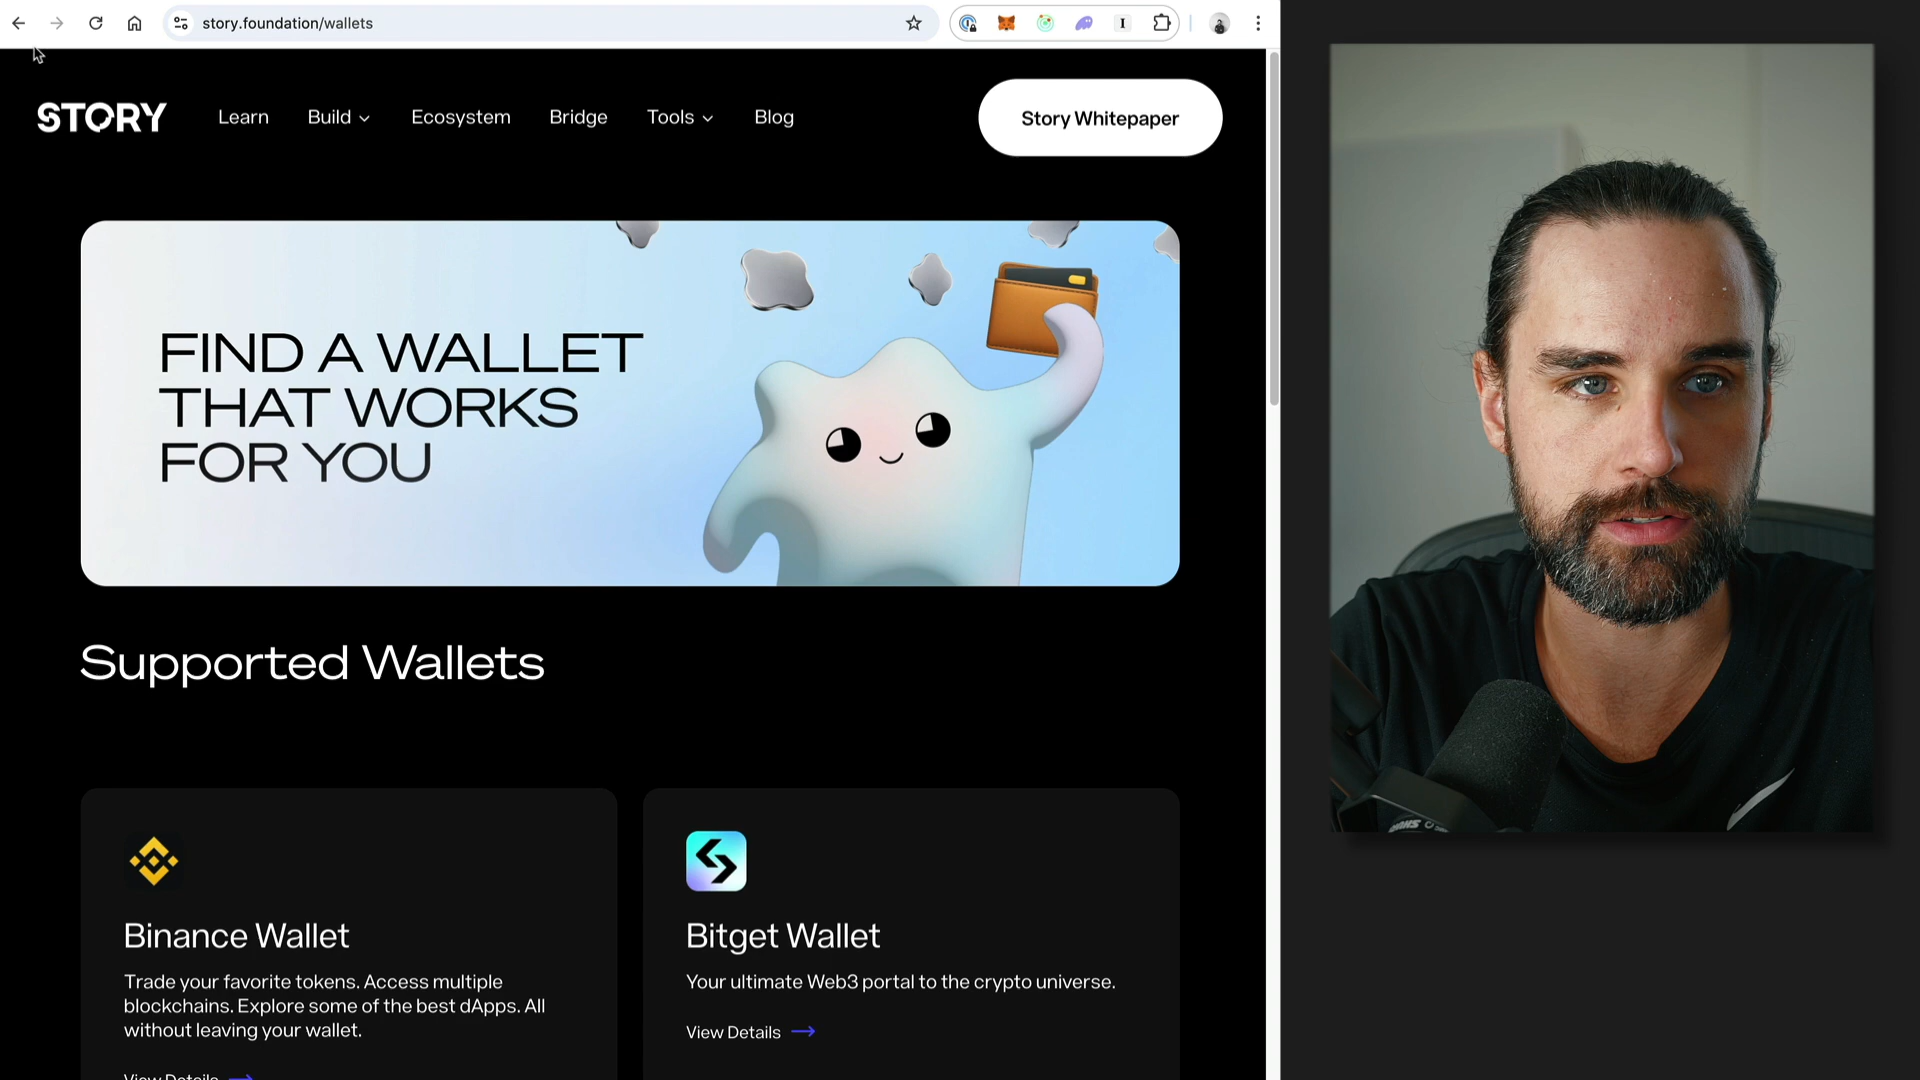 story.foundation/wallets
STORY
Learn
Build
Ecosystem
Bridge
Tools
Blog
Story Whitepaper
FIND A WALLET
THAT WORKS
FOR YOU
Supported Wallets
Binance Wallet
Trade your favorite tokens. Access multiple
blockchains. Explore some of the best dApps. All
without leaving your wallet.
View Details
Bitget Wallet
Your ultimate Web3 portal to the crypto universe.
View Details